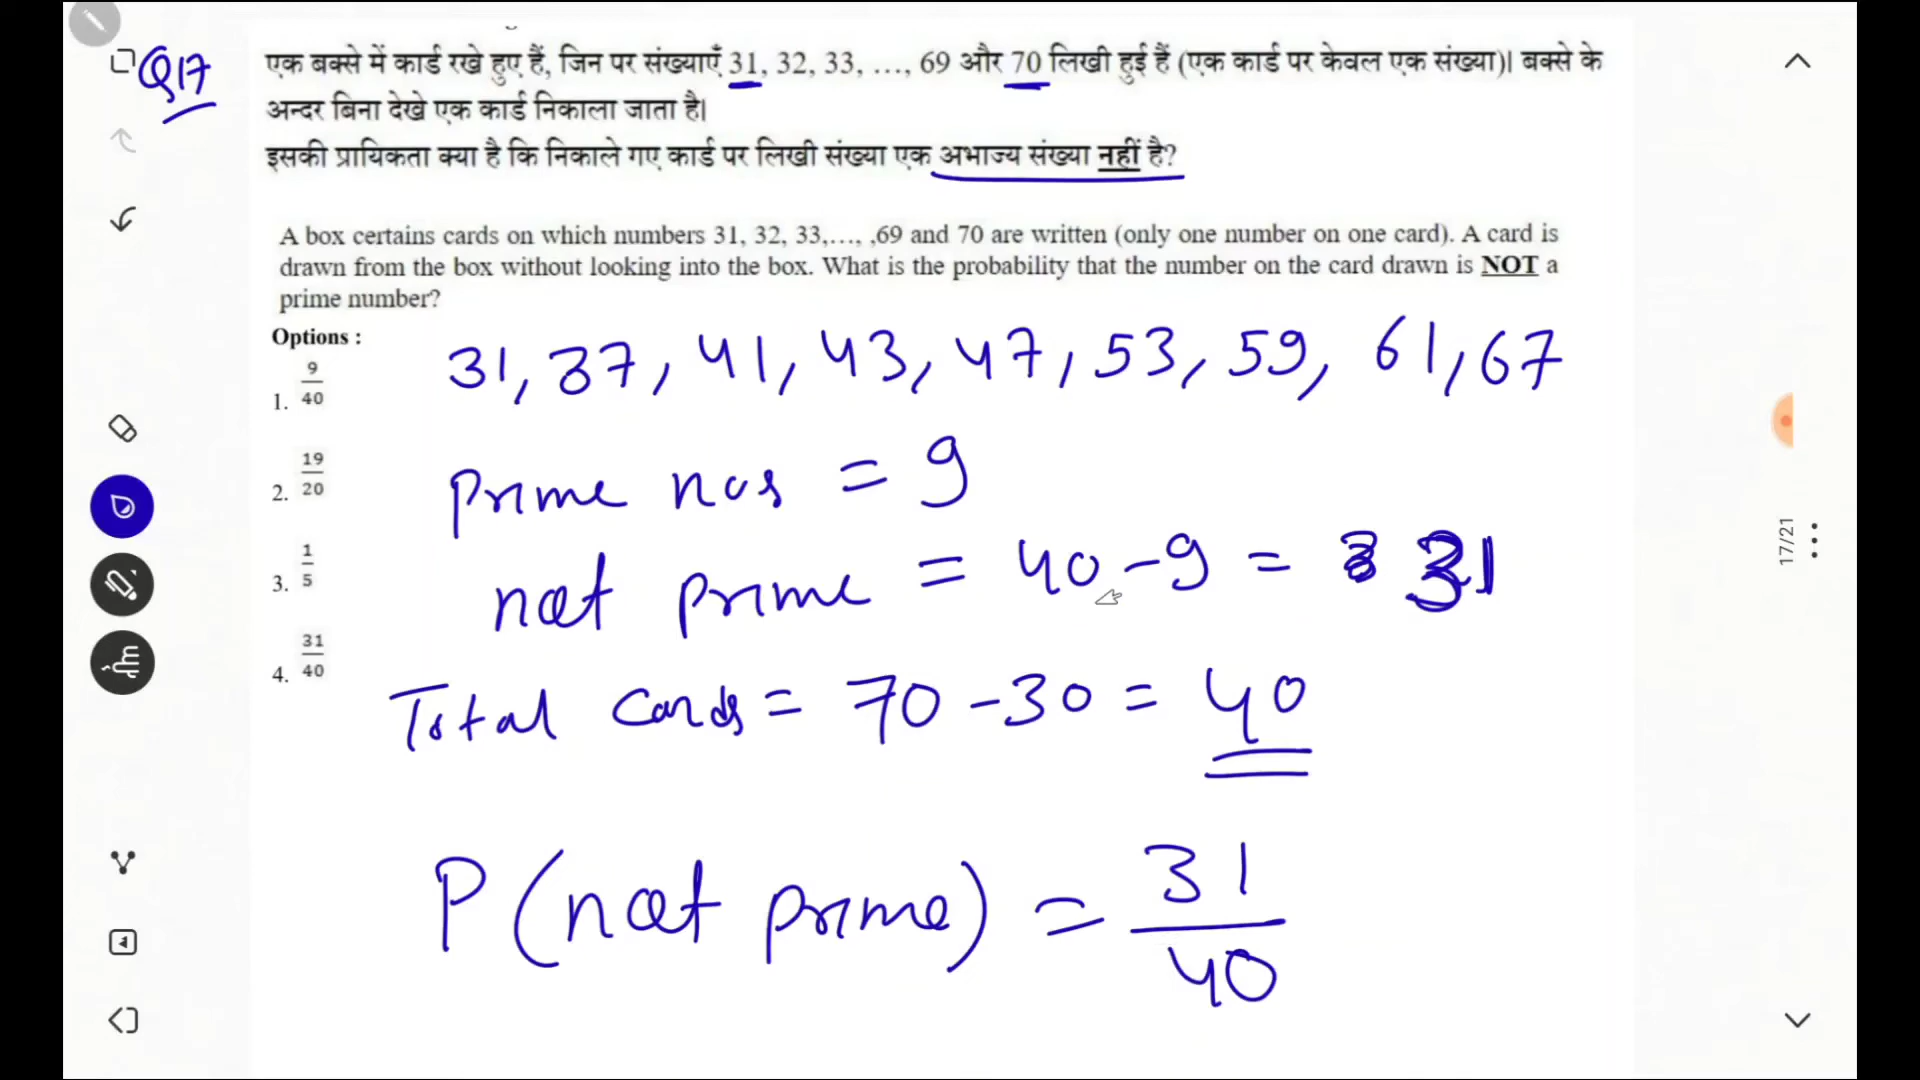 Q17
एक बक्से में कार्ड रखे हुए हैं, जिन पर संख्याएँ 31, 32, 33, ..., 69 और 70 लिखी हुई हैं (एक कार्ड पर केवल एक संख्या)। बक्से के
अन्दर बिना देखे एक कार्ड निकाला जाता है।
इसकी प्रायिकता क्या है कि निकाले गए कार्ड पर लिखी संख्या एक अभाज्य संख्या नहीं है?
A box certains cards on which numbers 31, 32, 33,…, ,69 and 70 are written (only one number on one card). A card is
drawn from the box without looking into the box. What is the probability that the number on the card drawn is NOT a
prime number?
Options :
31, 37, 41, 43, 47, 53, 59, 61, 67
1. 9/40
prime nos = 9
2. 19/20
not prime = 40 - 9 = 31
3. 1/5
4. 31/40
Total cards = 70 - 30 = 40
P (not prime) = 31/40
17/21